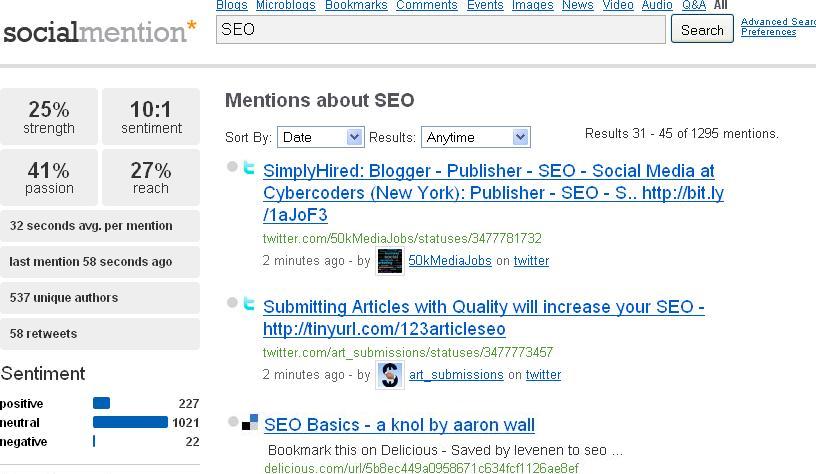 Blogs Microblogs Bookmarks Comments Events Images News Video Audio Q&A All
socialmention*
SEO
Search
Advanced Sear
Preferences
25%
strength
10:1
sentiment
41%
passion
27%
reach
32 seconds avg. per mention
last mention 58 seconds ago
537 unique authors
58 retweets
Sentiment
positive 227
neutral 1021
negative 22
Mentions about SEO
Sort By: Date Results: Anytime
Results 31 - 45 of 1295 mentions.
SimplyHired: Blogger - Publisher - SEO - Social Media at
Cybercoders (New York): Publisher - SEO - S.. http://bit.ly
/1aJoF3
twitter.com/50kMediaJobs/statuses/3477781732
2 minutes ago - by 50kMediaJobs on twitter
Submitting Articles with Quality will increase your SEO -
http://tinyurl.com/123articleseo
twitter.com/art_submissions/statuses/3477773457
2 minutes ago - by art_submissions on twitter
SEO Basics - a knol by aaron wall
Bookmark this on Delicious - Saved by levenen to seo ...
delicious.com/url/5b8ec449a0958671c634fcf1126ae8ef